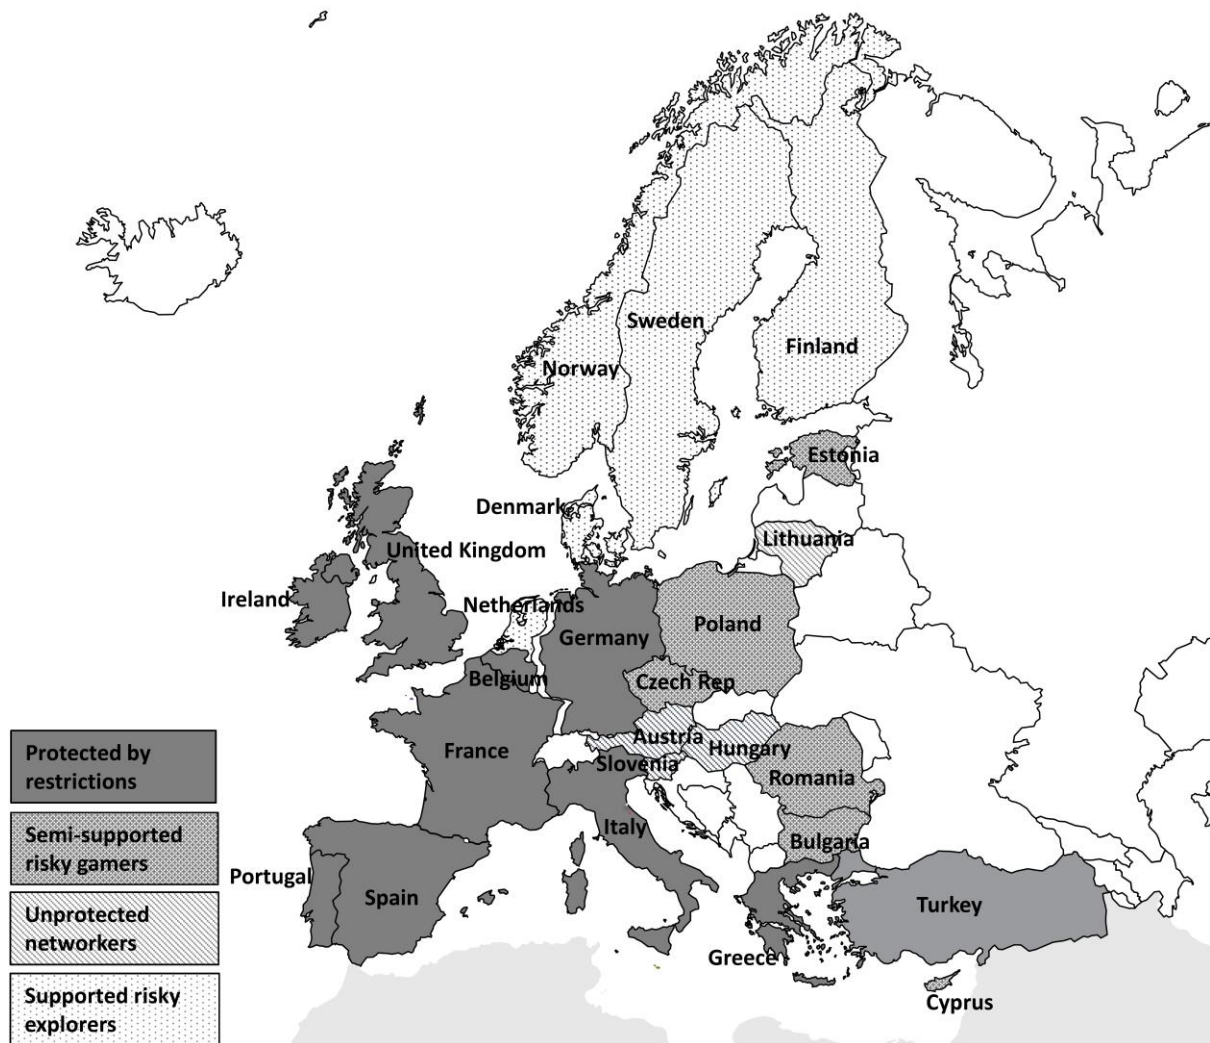 Sweden
Finland
Norway
Estonia
Denmark
Lithuania
United Kingdom
Ireland
Netherlands
Poland
Germany
Belgium
Czech Rep
Austria
Hungary
France
Slovenia
Romania
Italy
Bulgaria
Portugal
Spain
Turkey
Greece
Cyprus
Protected by
restrictions
Semi-supported
risky gamers
Unprotected
networkers
Supported risky
explorers